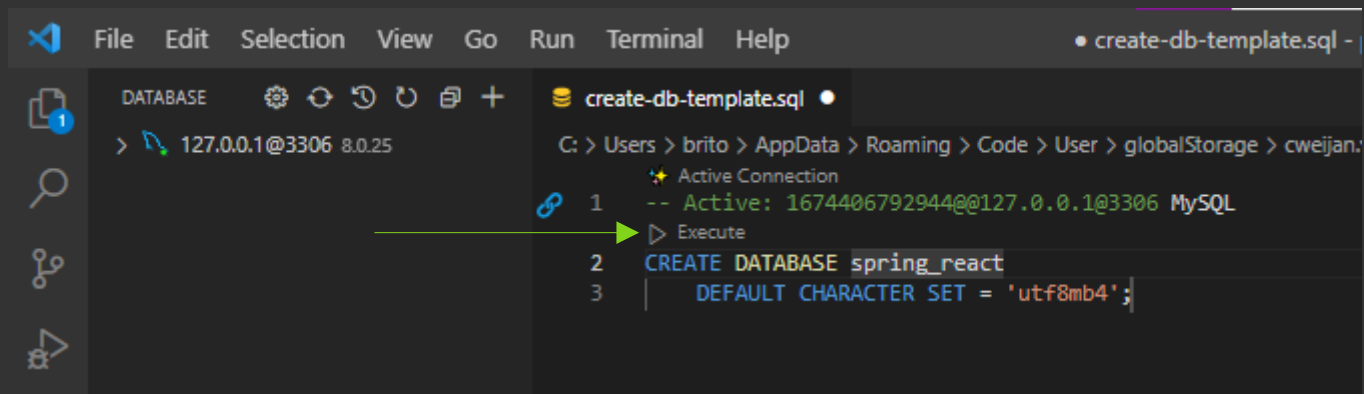 File Edit Selection View Go Run Terminal Help
● create-db-template.sql -
1
DATABASE
create-db-template.sql ●
127.0.0.1@3306 8.0.25
C: > Users > brito > AppData > Roaming > Code > User > globalStorage > cweijan.
Active Connection
1 -- Active: 1674406792944@@127.0.0.1@3306 MySQL
Execute
2 CREATE DATABASE spring_react
3 DEFAULT CHARACTER SET = 'utf8mb4';